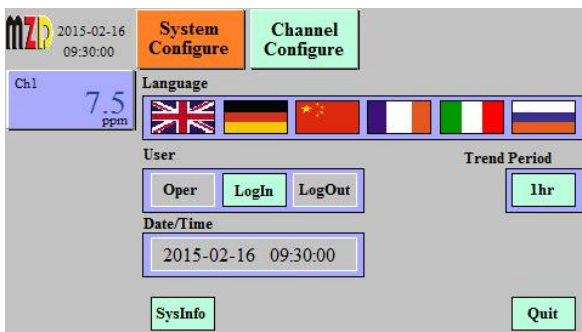 MZD 2015-02-16
09:30:00
System Configure
Channel Configure
Ch1
7.5
ppm
Language
User
Trend Period
Oper LogIn LogOut
1hr
Date/Time
2015-02-16 09:30:00
SysInfo
Quit